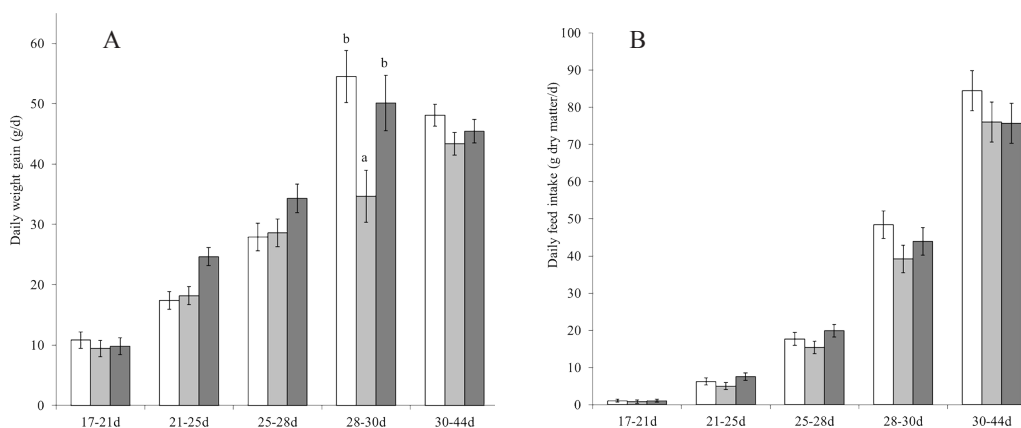 A
Daily weight gain (g/d)
60
50
40
30
20
10
0
b
a
b
17-21d 21-25d 25-28d 28-30d 30-44d
B
Daily feed intake (g dry matter/d)
100
90
80
70
60
50
40
30
20
10
0
17-21d 21-25d 25-28d 28-30d 30-44d